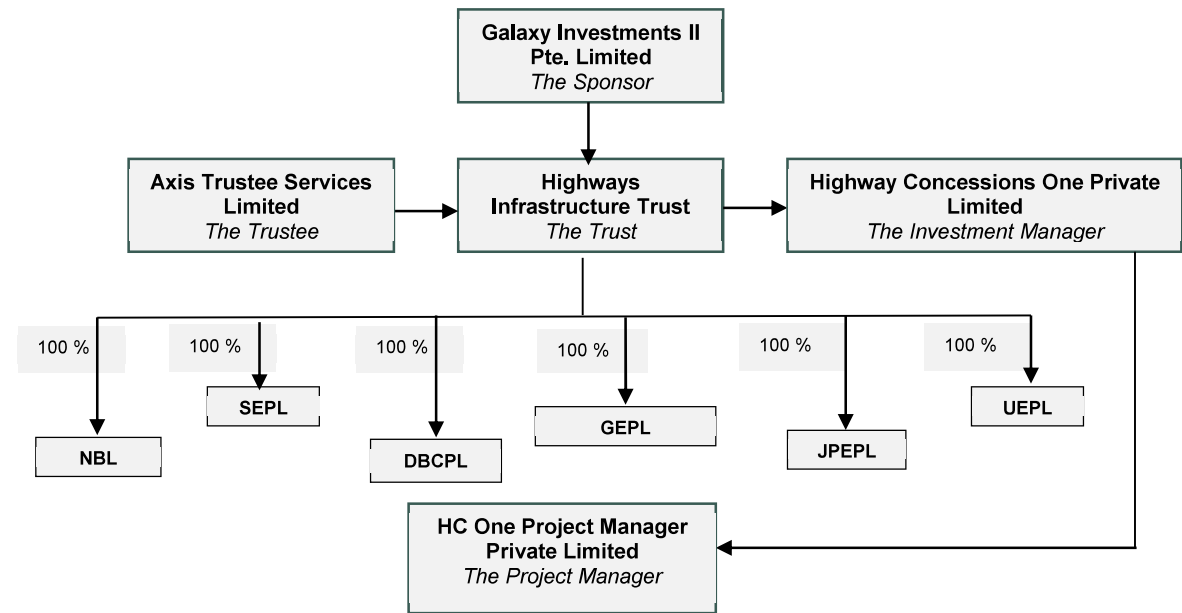 Galaxy Investments II
Pte. Limited
The Sponsor
Axis Trustee Services
Limited
The Trustee
Highways
Infrastructure Trust
The Trust
Highway Concessions One Private
Limited
The Investment Manager
100 %
100 %
100 %
100 %
100 %
100 %
NBL
SEPL
DBCPL
GEPL
JPEPL
UEPL
HC One Project Manager
Private Limited
The Project Manager